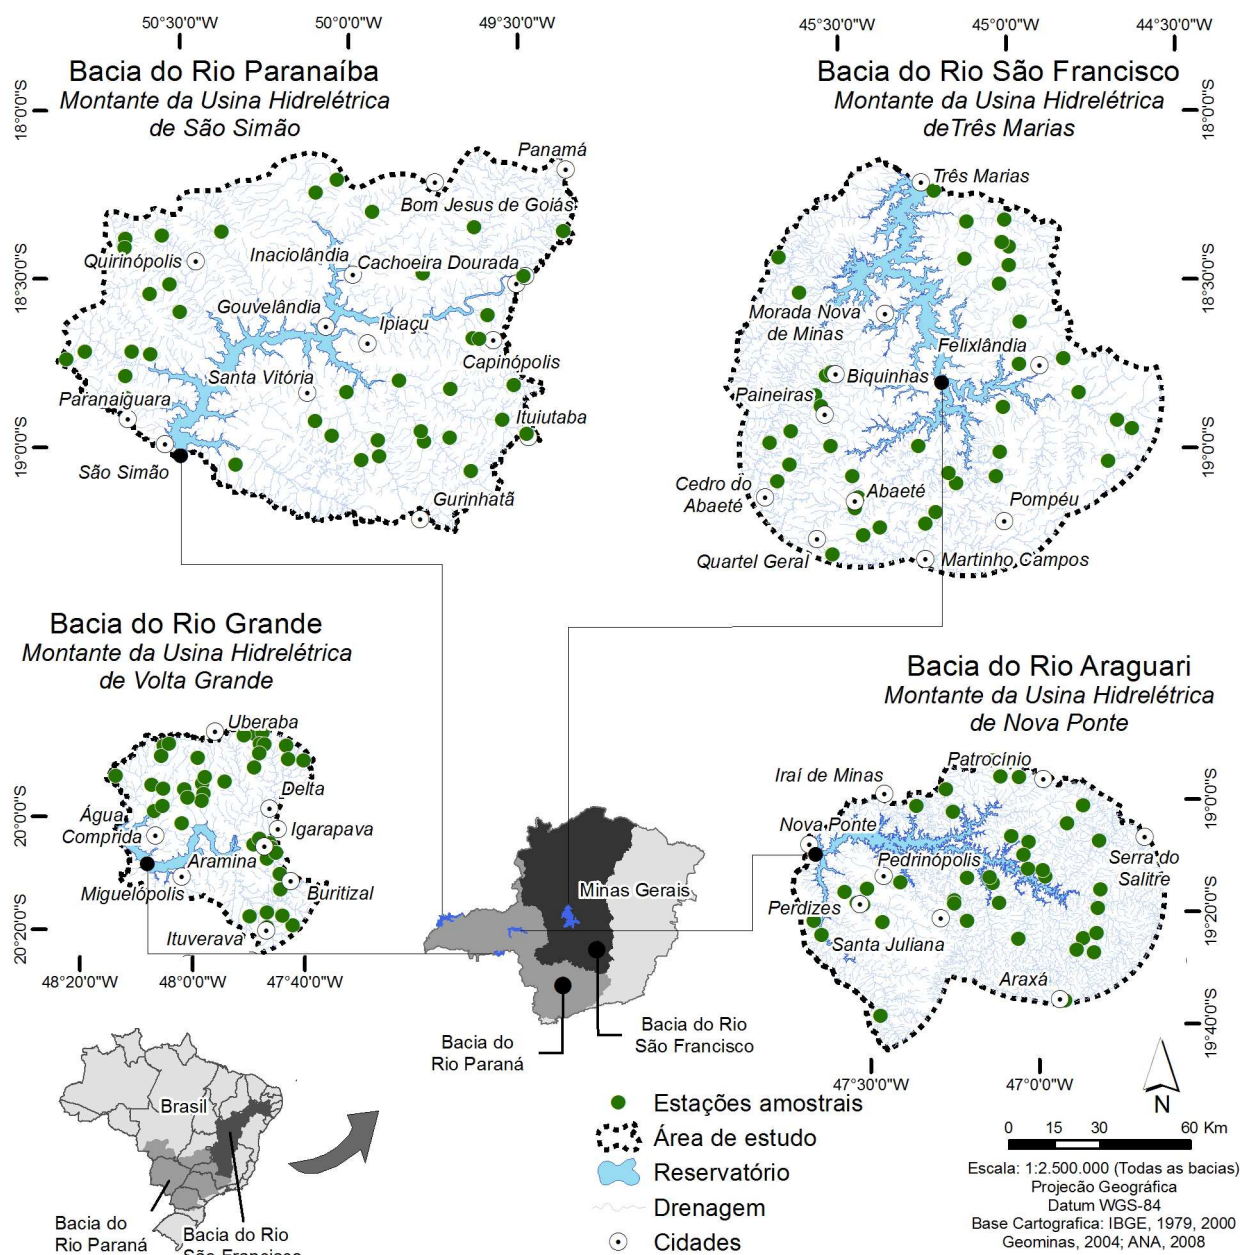 50°30'0"W
50°0'0"W
49°30'0"W
45°30'0"W
45°0'0"W
44°30'0"W
Bacia do Rio Paranaíba
Montante da Usina Hidrelétrica
de São Simão
18°0'0"S
18°30'0"S
19°0'0"S
Panamá
Bom Jesus de Goiás
Quirinópolis
Inaciolândia
Cachoeira Dourada
Gouvelândia
Ipiaçu
Capinópolis
Santa Vitória
Paranaiguara
Ituiutaba
São Simão
Gurinhatã
Bacia do Rio São Francisco
Montante da Usina Hidrelétrica
deTrês Marias
18°0'0"S
18°30'0"S
19°0'0"S
Três Marias
Morada Nova
de Minas
Felixlândia
Biquinhas
Paineiras
Cedro do
Abaeté
Abaeté
Pompéu
Quartel Geral
Martinho Campos
Bacia do Rio Grande
Montante da Usina Hidrelétrica
de Volta Grande
Uberaba
Delta
Água
Comprida
Igarapava
Aramina
Miguelópolis
Buritizal
Ituverava
20°0'0"S
20°20'0"S
48°20'0"W
48°0'0"W
47°40'0"W
Bacia do Rio Araguari
Montante da Usina Hidrelétrica
de Nova Ponte
Patrocínio
Iraí de Minas
Nova Ponte
Pedrinópolis
Serra do
Salitre
Perdizes
Santa Juliana
Araxá
19°0'0"S
19°20'0"S
19°40'0"S
47°30'0"W
47°0'0"W
Minas Gerais
Bacia do
Rio Paraná
Bacia do Rio
São Francisco
Brasil
Bacia do
Rio Paraná
Bacia do Rio
São Francisco
Estações amostrais
Área de estudo
Reservatório
Drenagem
Cidades
N
0 15 30 60 Km
Escala: 1:2.500.000 (Todas as bacias)
Projecão Geográfica
Datum WGS-84
Base Cartografica: IBGE, 1979, 2000
Geominas, 2004; ANA, 2008